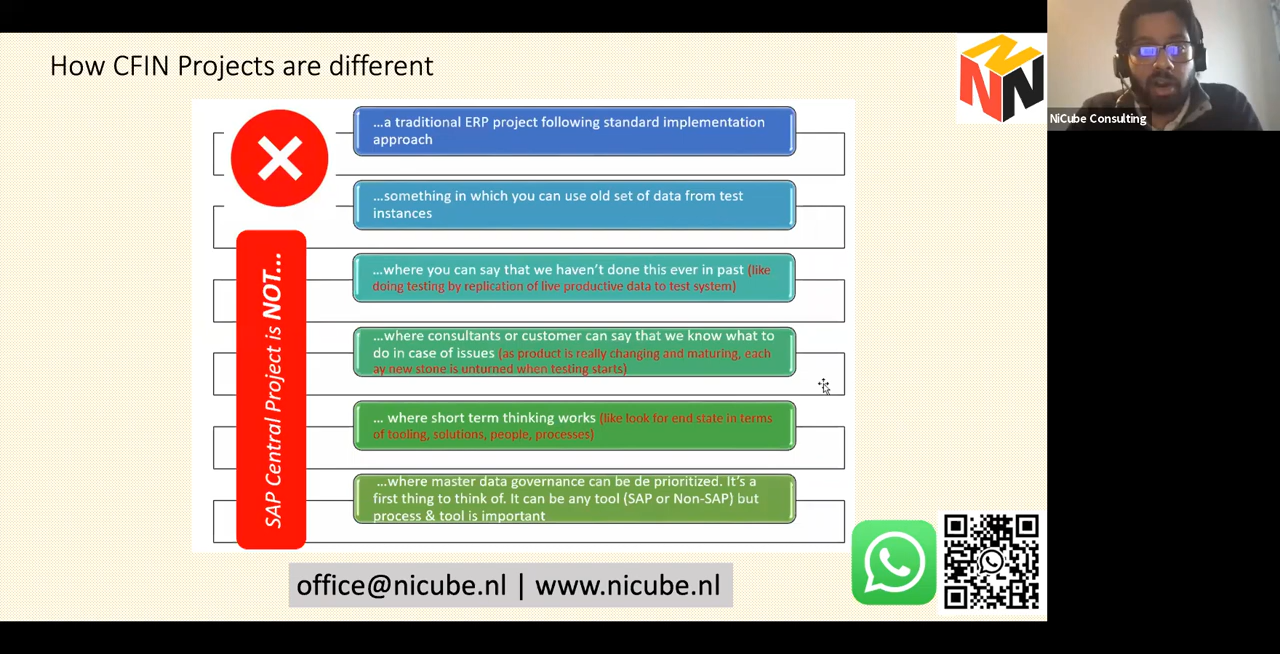 How CFIN Projects are different
NiCube Consulting
SAP Central Project is NOT...
...a traditional ERP project following standard implementation
approach
...something in which you can use old set of data from test
instances
...where you can say that we haven't done this ever in past (like
doing testing by replication of live productive data to test system)
...where consultants or customer can say that we know what to
do in case of issues (as product is really changing and maturing, each
ay new stone is unturned when testing starts)
... where short term thinking works (like look for end state in terms
of tooling, solutions, people, processes)
...where master data governance can be de prioritized. It's a
first thing to think of. It can be any tool (SAP or Non-SAP) but
process & tool is important
office@nicube.nl | www.nicube.nl